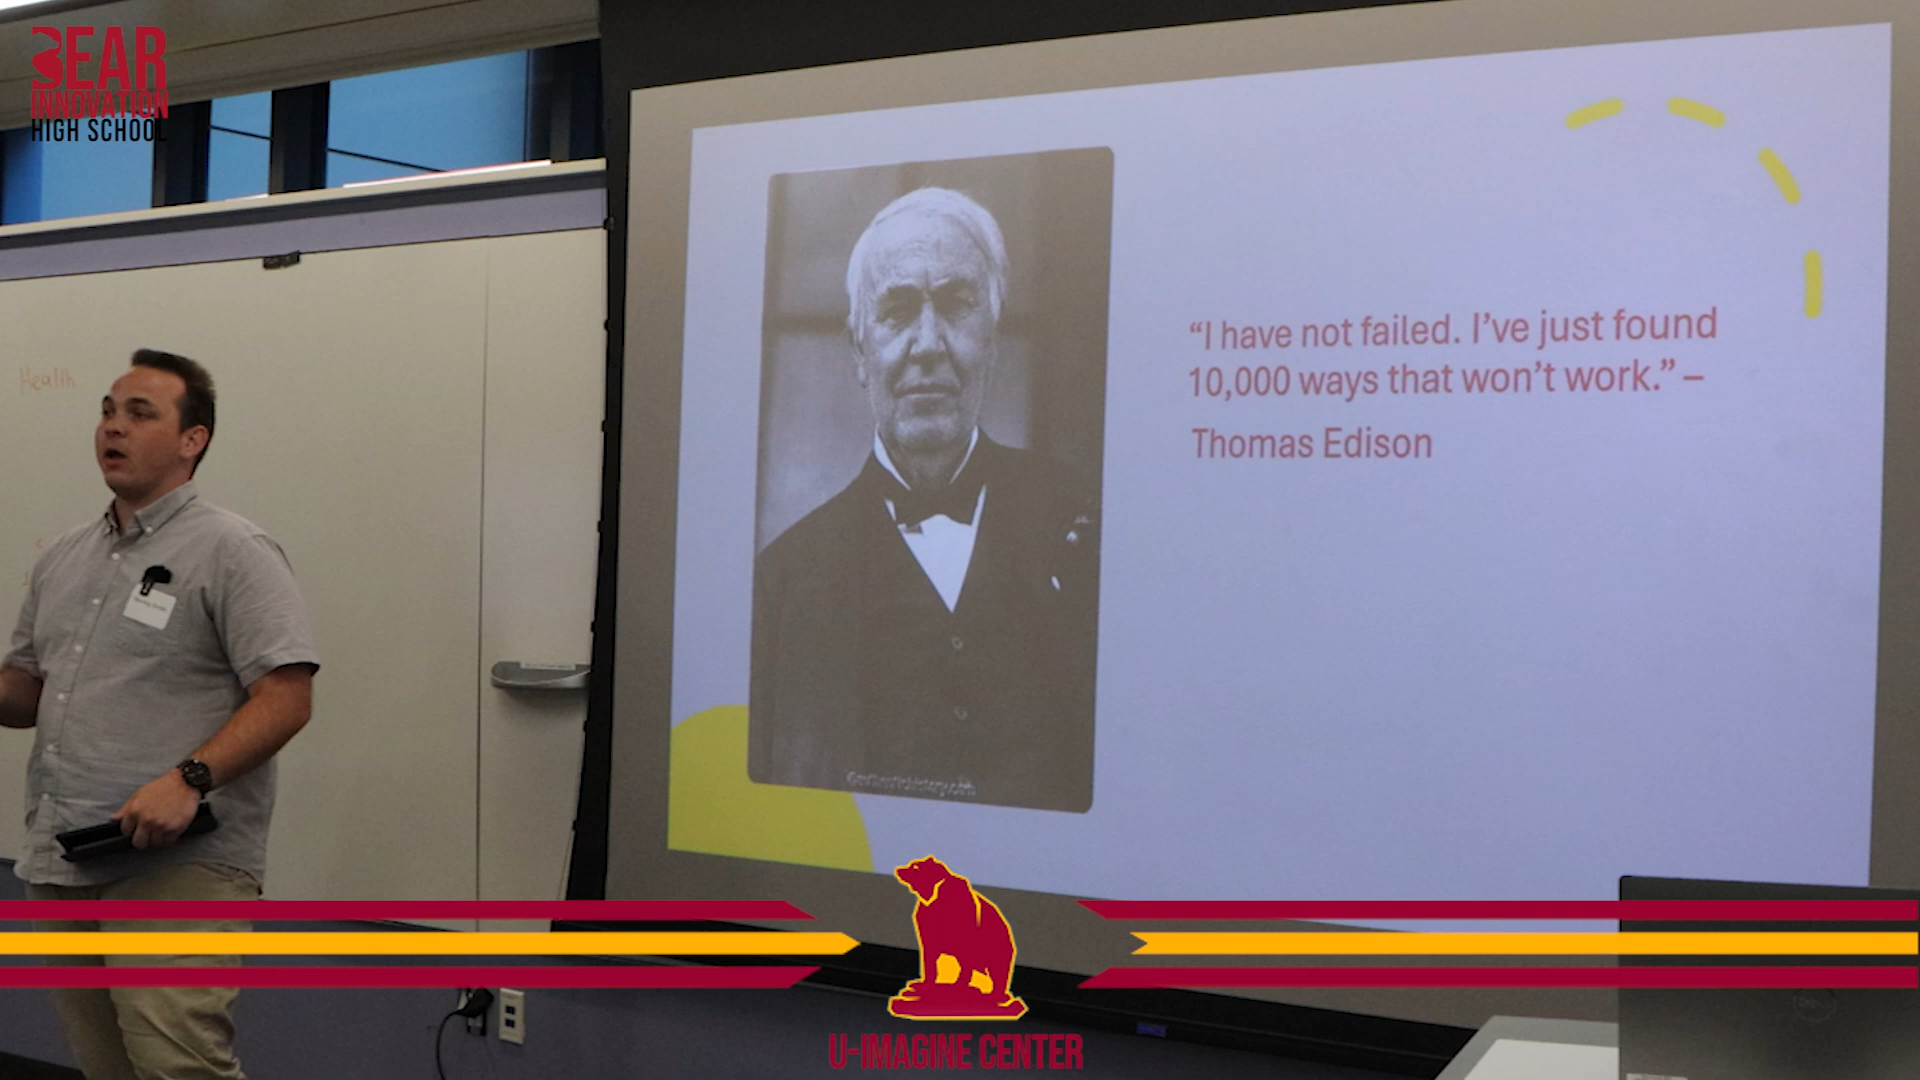 BEAR
INNOVATION
HIGH SCHOOL
Health
“I have not failed. I’ve just found
10,000 ways that won’t work.” –
Thomas Edison
U-IMAGINE CENTER